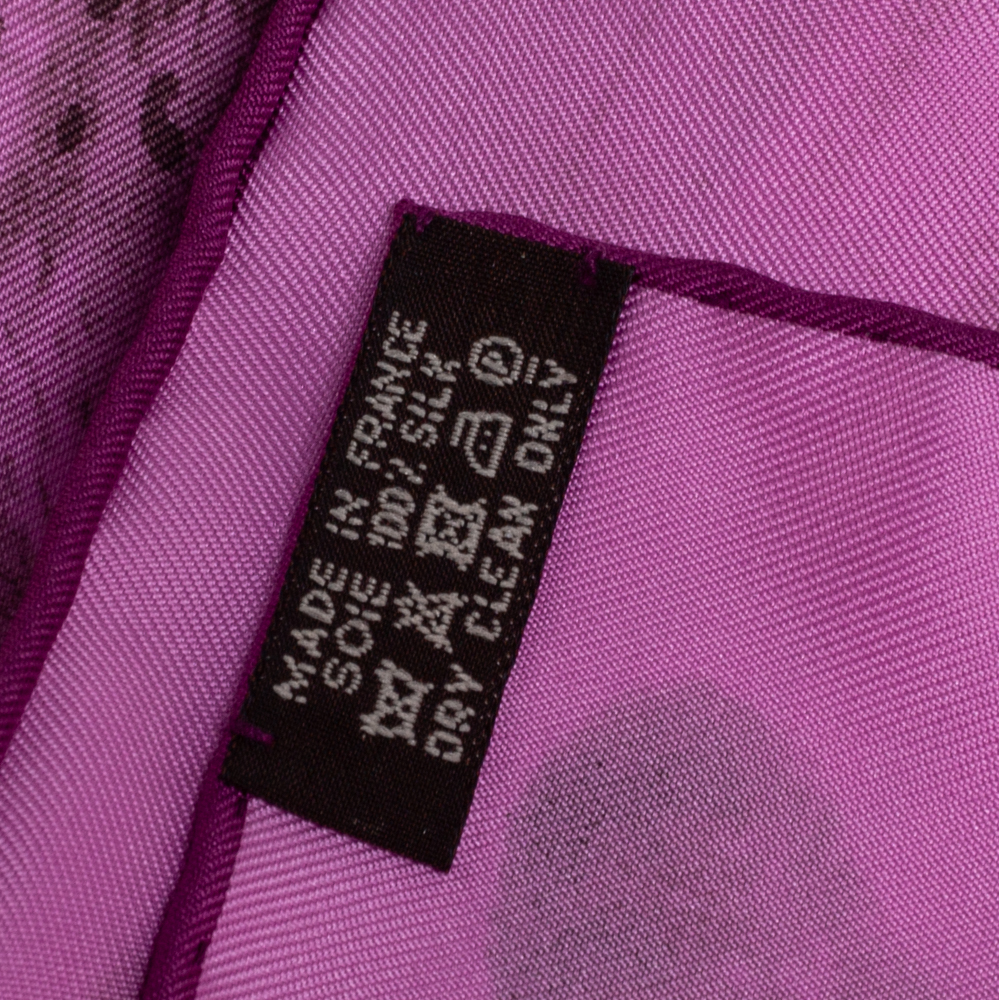 MADE IN FRANCE
SOIE 100% SILK
P
DRY CLEAN ONLY